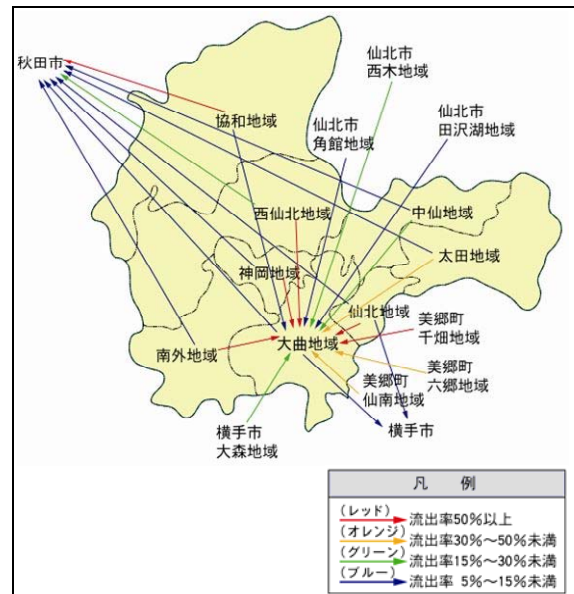 秋田市
協和地域
仙北市
西木地域
仙北市
角館地域
仙北市
田沢湖地域
西仙北地域
中仙地域
太田地域
神岡地域
仙北地域
美郷町
千畑地域
大曲地域
南外地域
美郷町
六郷地域
美郷町
仙南地域
横手市
大森地域
横手市
凡 例
(レッド)
流出率50%以上
(オレンジ)
流出率30%～50%未満
(グリーン)
流出率15%～30%未満
(ブルー)
流出率 5%～15%未満